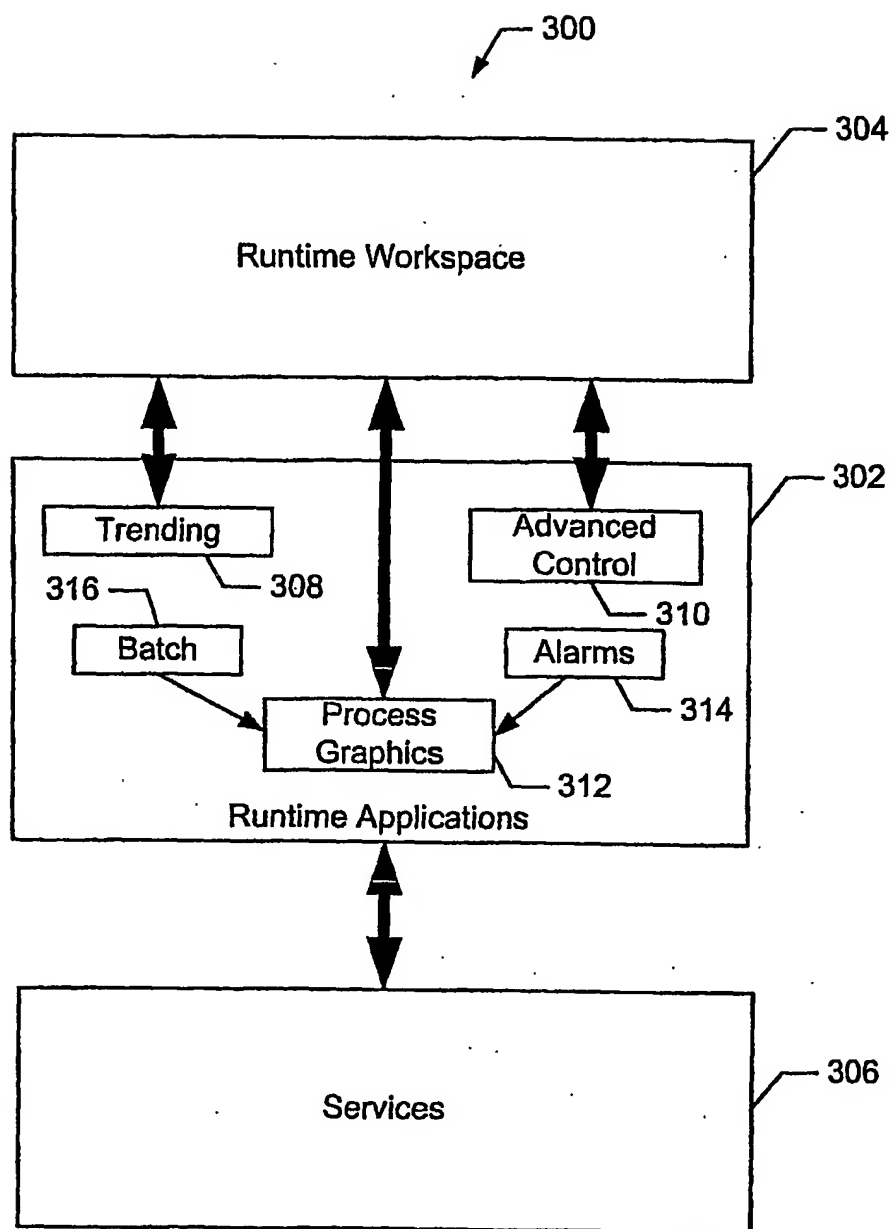 300
304
Runtime Workspace
302
Trending
308
Advanced
Control
310
316
Batch
Alarms
314
Process
Graphics
312
Runtime Applications
306
Services